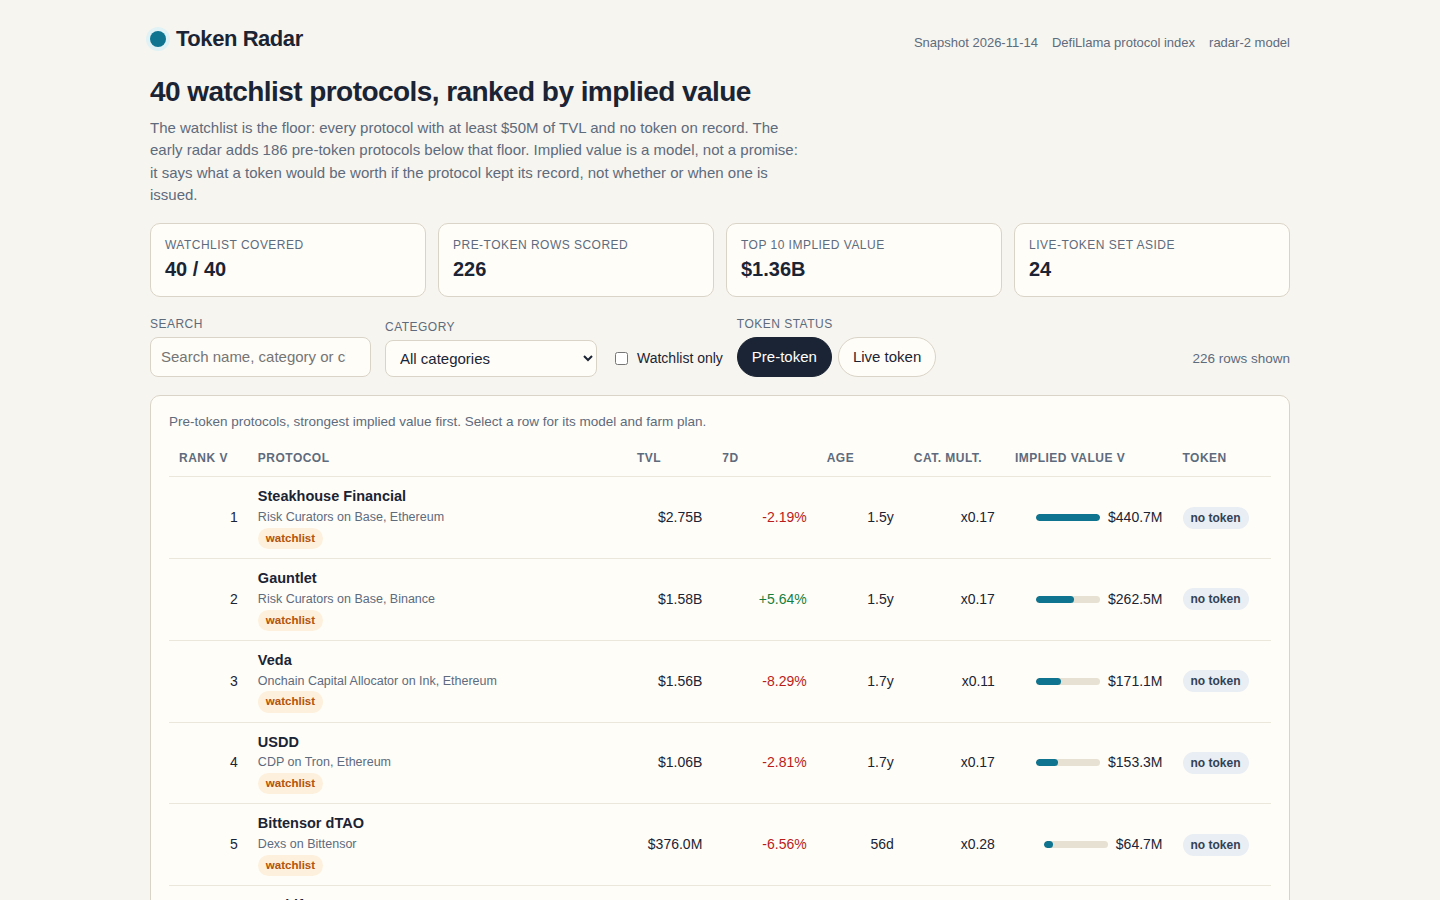 Token Radar
Snapshot 2026-11-14 DefiLlama protocol index radar-2 model
40 watchlist protocols, ranked by implied value
The watchlist is the floor: every protocol with at least $50M of TVL and no token on record. The
early radar adds 186 pre-token protocols below that floor. Implied value is a model, not a promise:
it says what a token would be worth if the protocol kept its record, not whether or when one is
issued.
WATCHLIST COVERED
40 / 40
PRE-TOKEN ROWS SCORED
226
TOP 10 IMPLIED VALUE
$1.36B
LIVE-TOKEN SET ASIDE
24
SEARCH
Search name, category or c
CATEGORY
All categories
Watchlist only
TOKEN STATUS
Pre-token Live token
226 rows shown
Pre-token protocols, strongest implied value first. Select a row for its model and farm plan.
RANK V PROTOCOL TVL 7D AGE CAT. MULT. IMPLIED VALUE V TOKEN
Steakhouse Financial
1 Risk Curators on Base, Ethereum $2.75B -2.19% 1.5y x0.17 $440.7M no token
watchlist
Gauntlet
2 Risk Curators on Base, Binance $1.58B +5.64% 1.5y x0.17 $262.5M no token
watchlist
Veda
3 Onchain Capital Allocator on Ink, Ethereum $1.56B -8.29% 1.7y x0.11 $171.1M no token
watchlist
USDD
4 CDP on Tron, Ethereum $1.06B -2.81% 1.7y x0.17 $153.3M no token
watchlist
Bittensor dTAO
5 Dexs on Bittensor $376.0M -6.56% 56d x0.28 $64.7M no token
watchlist